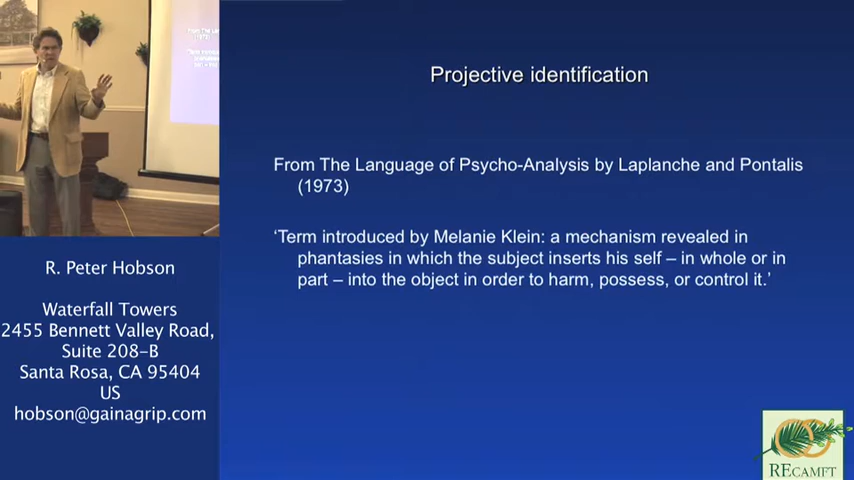 Projective identification
From The Language of Psycho-Analysis by Laplanche and Pontalis
(1973)
‘Term introduced by Melanie Klein: a mechanism revealed in
phantasies in which the subject inserts his self – in whole or in
part – into the object in order to harm, possess, or control it.’
R. Peter Hobson
Waterfall Towers
2455 Bennett Valley Road,
Suite 208-B
Santa Rosa, CA 95404
US
hobson@gainagrip.com
RECAMFT